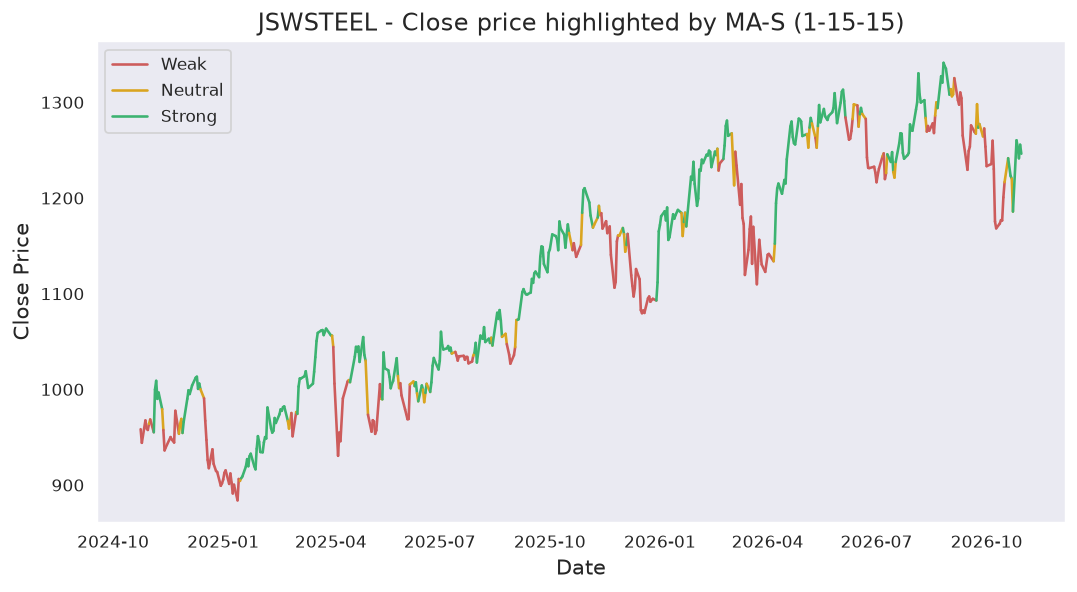 JSWSTEEL - Close price highlighted by MA-S (1-15-15)
Weak
Neutral
Strong
1300
1200
1100
1000
900
Close Price
2024-10 2025-01 2025-04 2025-07 2025-10 2026-01 2026-04 2026-07 2026-10
Date